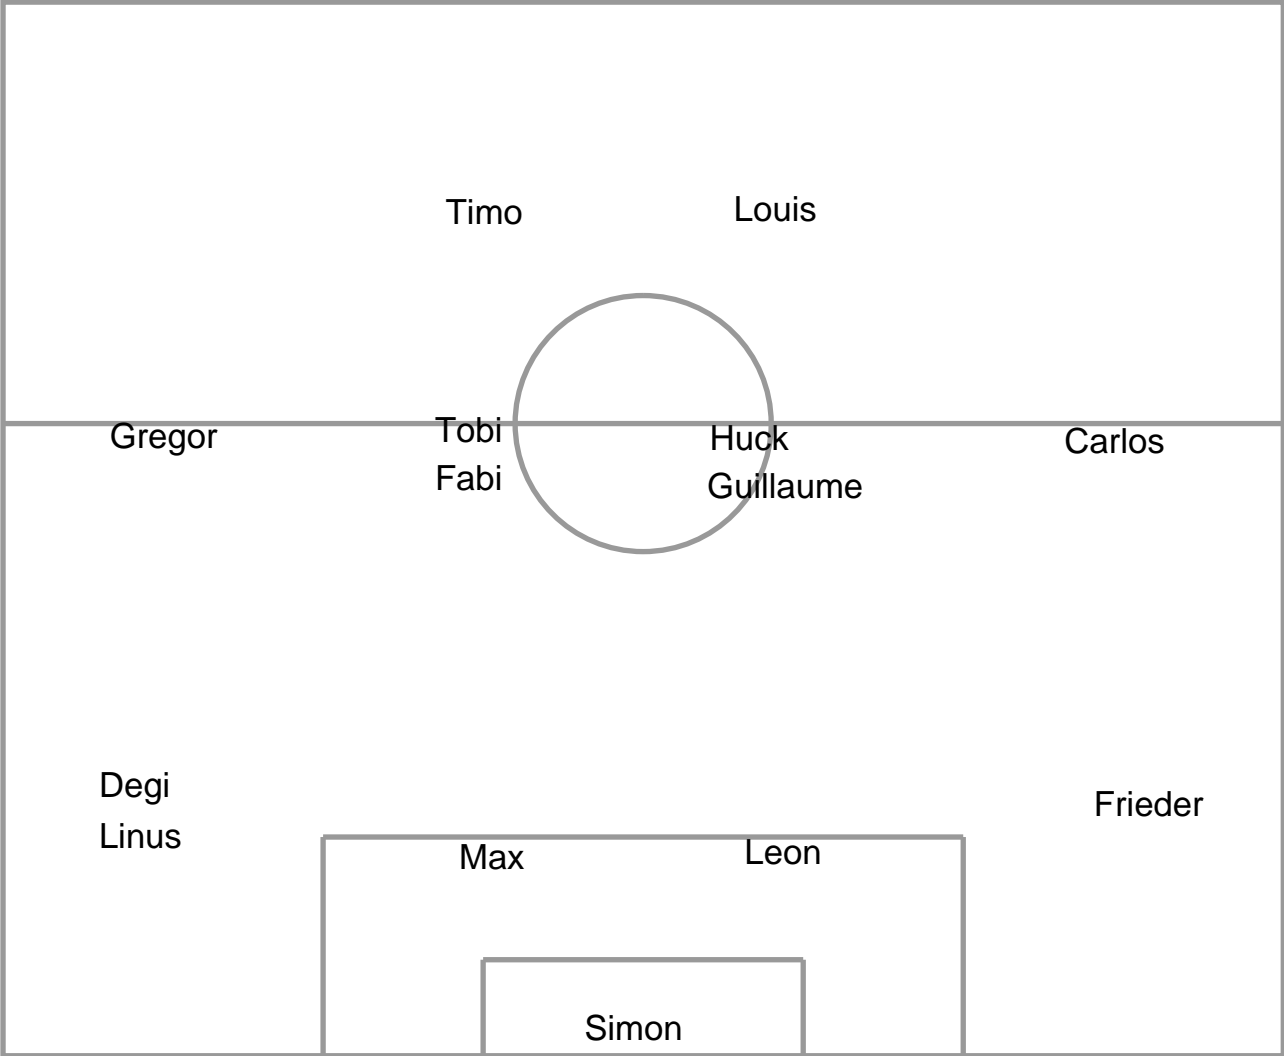 Timo
Louis
Gregor
Tobi
Huck
Carlos
Fabi
Guillaume
Degi
Frieder
Linus
Max
Leon
Simon